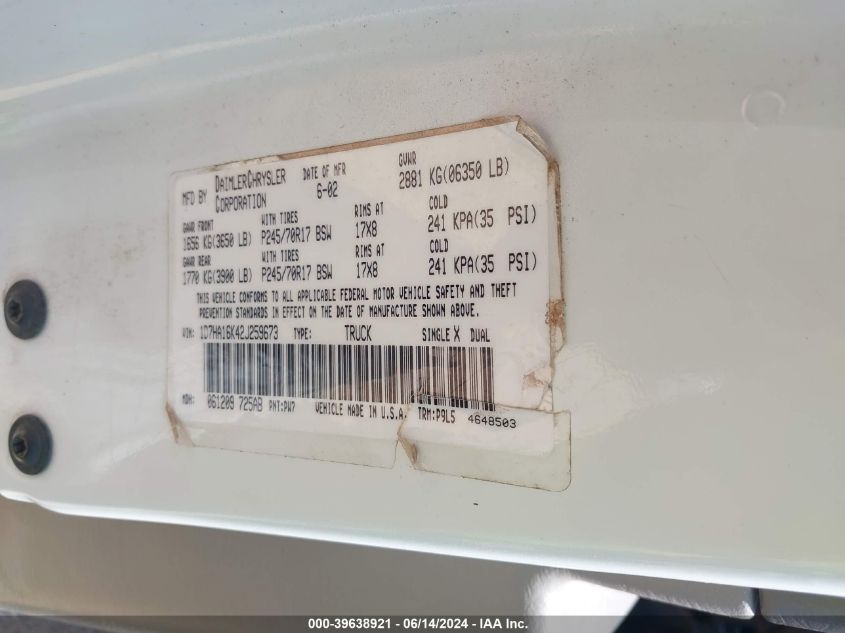 MFD BY DAIMLERCHRYSLER CORPORATION DATE OF MFR 6-02 GVWR 2881 KG(06350 LB)
GAWR FRONT WITH TIRES RIMS AT COLD
1656 KG(3650 LB) P245/70R17 BSW 17X8 241 KPA(35 PSI)
GAWR REAR WITH TIRES RIMS AT COLD
1770 KG(3900 LB) P245/70R17 BSW 17X8 241 KPA(35 PSI)
THIS VEHICLE CONFORMS TO ALL APPLICABLE FEDERAL MOTOR VEHICLE SAFETY AND THEFT
PREVENTION STANDARDS IN EFFECT ON THE DATE OF MANUFACTURE SHOWN ABOVE.
VIN: 1D7HA16K42J259673 TYPE: TRUCK SINGLE X DUAL
MDH: 061209 725AB PNT:PW7 VEHICLE MADE IN U.S.A. TRM:P9L5 4648503
000-39638921 - 06/14/2024 - IAA Inc.